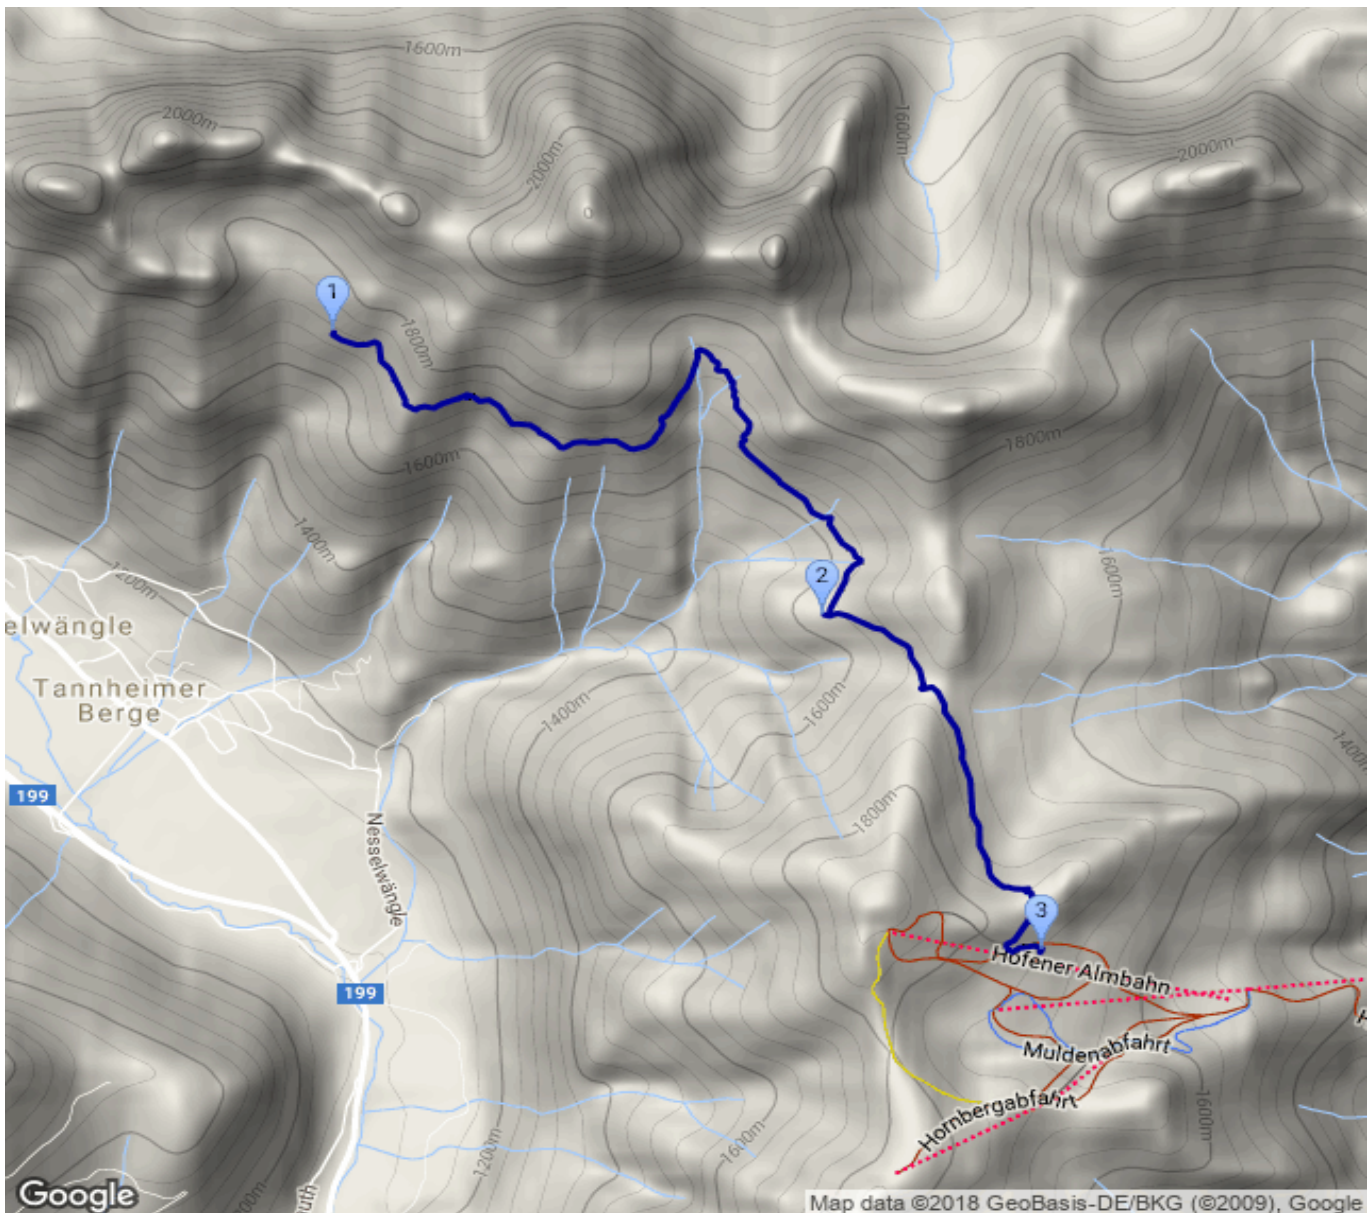 1600m
1600m
2000m
2000m
2000m
1
1800m
1800m
1600m
1400m
1200m
1600m
2
elwängle
Tannheimer
Berge
1400m
1600m
1400m
199
1800m
Nesselwängle
3
Hofener Almbahn
199
Muldenabfahrt
Hornbergabfahrt
1600m
1200m
1600m
Google
uth
Map data ©2018 GeoBasis-DE/BKG (©2009), Google